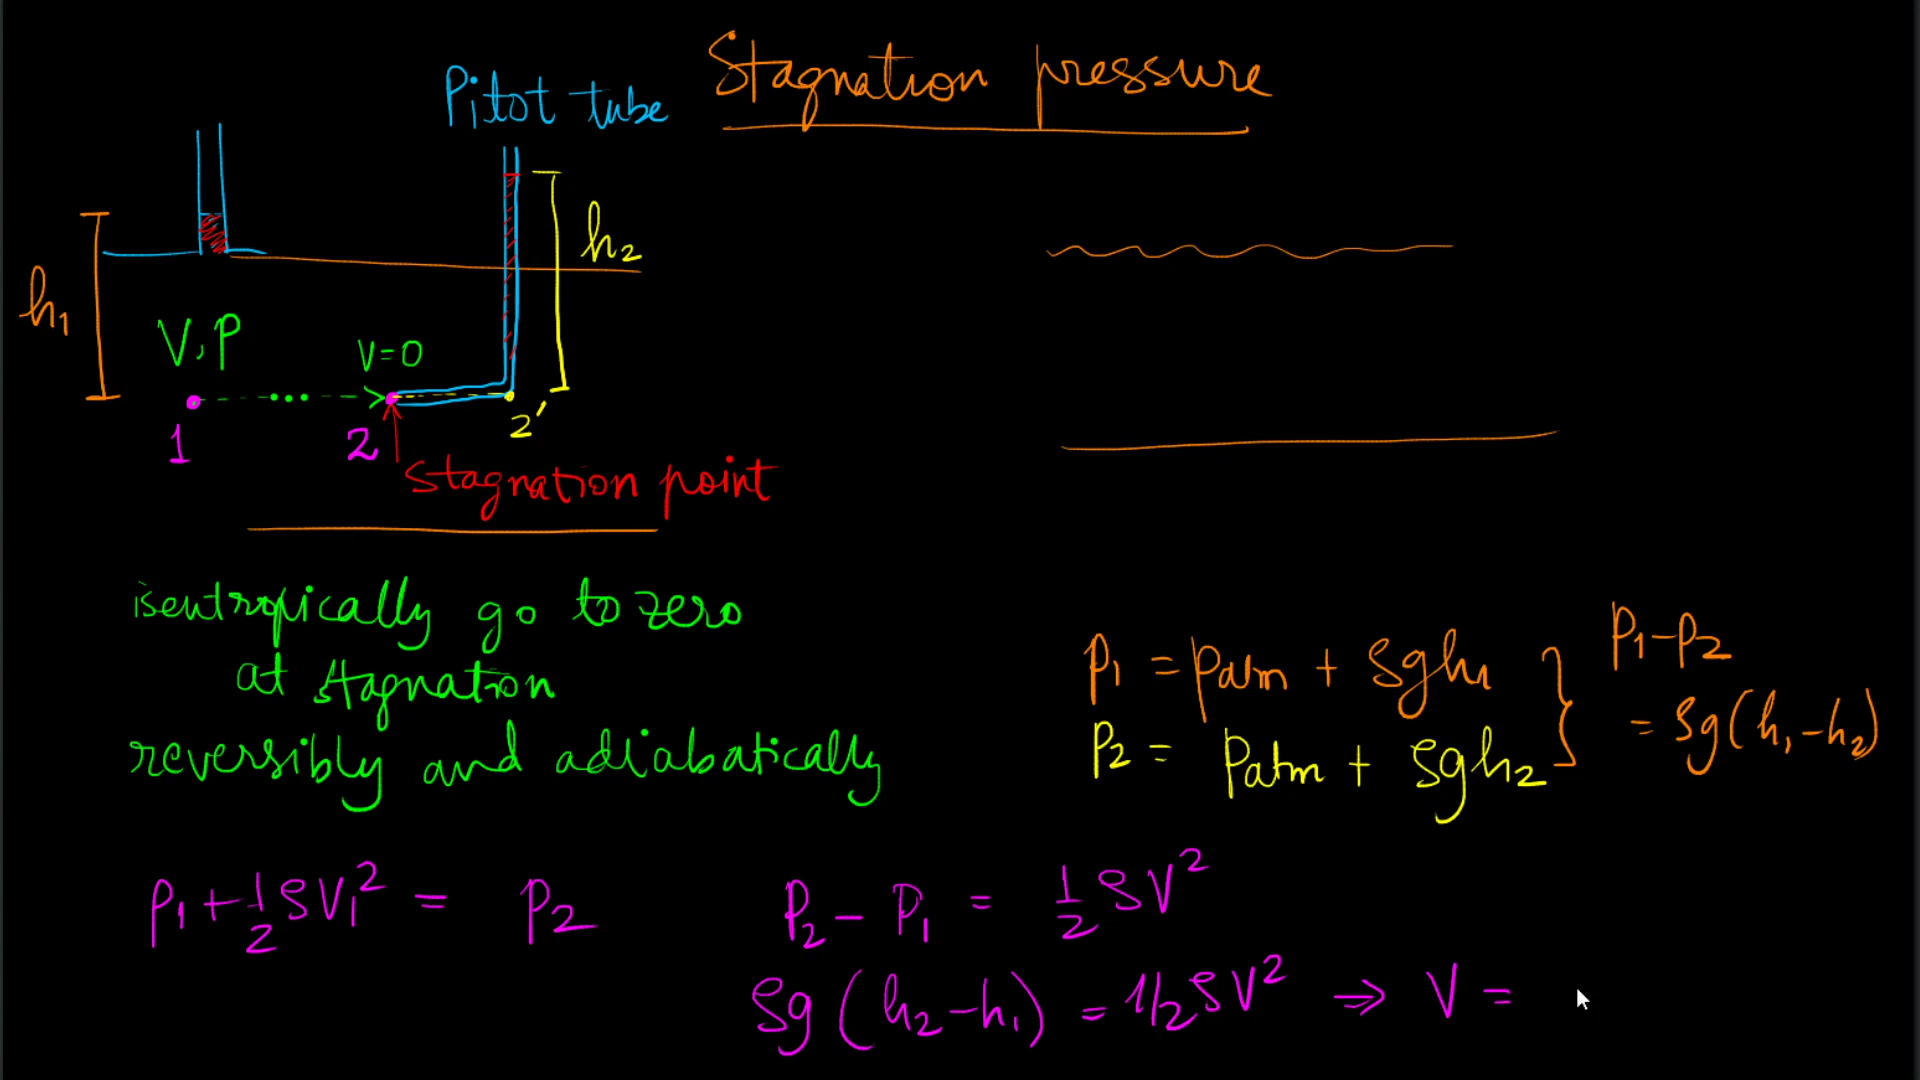 Stagnation pressure
Pitot tube
h₂
h₁
V, P
V=0
1
2
2'
Stagnation point
isentropically go to zero
at stagnation
reversibly and adiabatically
P₁ = Patm + ρgh₁
P₂ = Patm + ρgh₂
P₁-P₂
= ρg(h₁-h₂)
P₁ + 1/2 ρV₁² = P₂
P₂ - P₁ = 1/2 ρV²
ρg (h₂-h₁) = 1/2 ρV² ⇒ V =